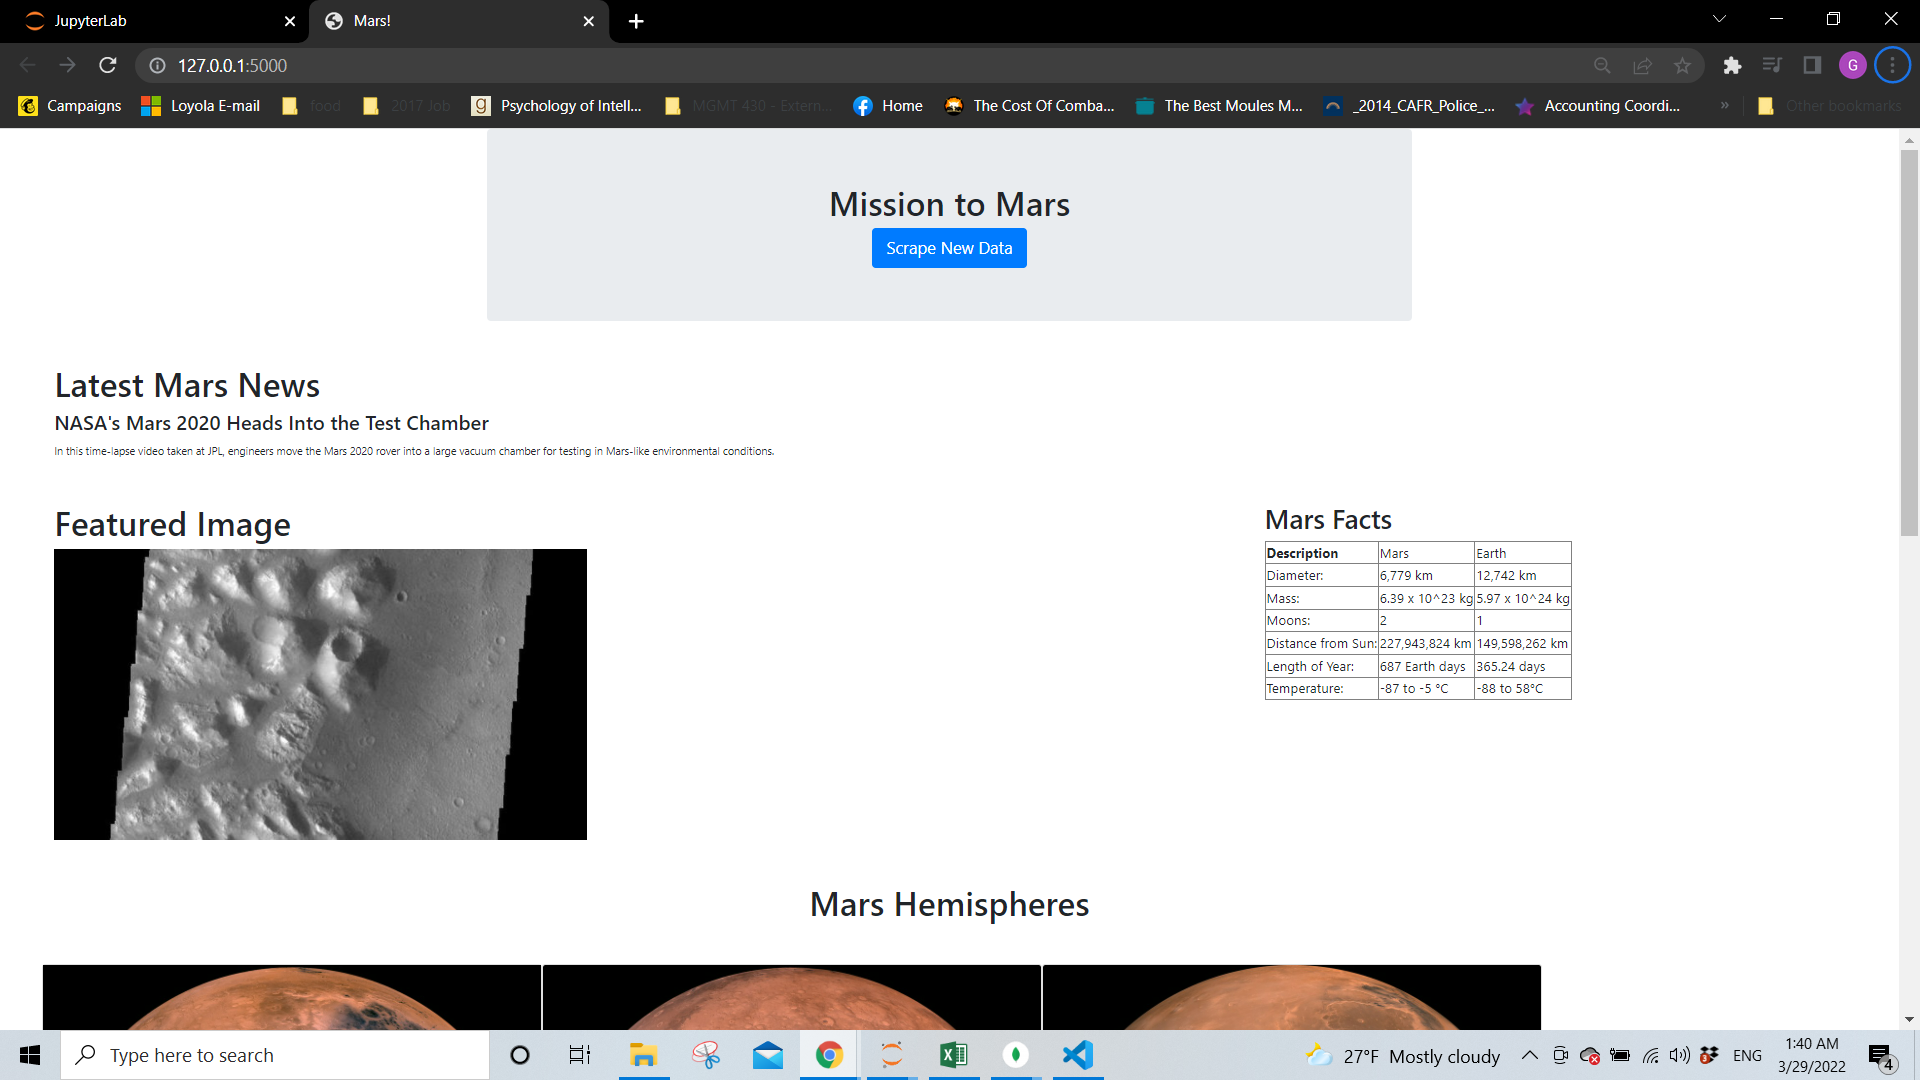 JupyterLab
Mars!
127.0.0.1:5000
G
Campaigns
Loyola E-mail
food
2017 Job
g
Psychology of Intell...
MGMT 430 - Extern...
Home
The Cost Of Comba...
The Best Moules M...
_2014_CAFR_Police_...
Accounting Coordi...
»
Other bookmarks
Mission to Mars
Scrape New Data
Latest Mars News
NASA's Mars 2020 Heads Into the Test Chamber
In this time-lapse video taken at JPL, engineers move the Mars 2020 rover into a large vacuum chamber for testing in Mars-like environmental conditions.
Featured Image
Mars Facts
Description Mars Earth
Diameter: 6,779 km 12,742 km
Mass: 6.39 x 10^23 kg 5.97 x 10^24 kg
Moons: 2 1
Distance from Sun: 227,943,824 km 149,598,262 km
Length of Year: 687 Earth days 365.24 days
Temperature: -87 to -5 °C -88 to 58°C
Mars Hemispheres
Type here to search
27°F Mostly cloudy
ENG
1:40 AM
3/29/2022
4